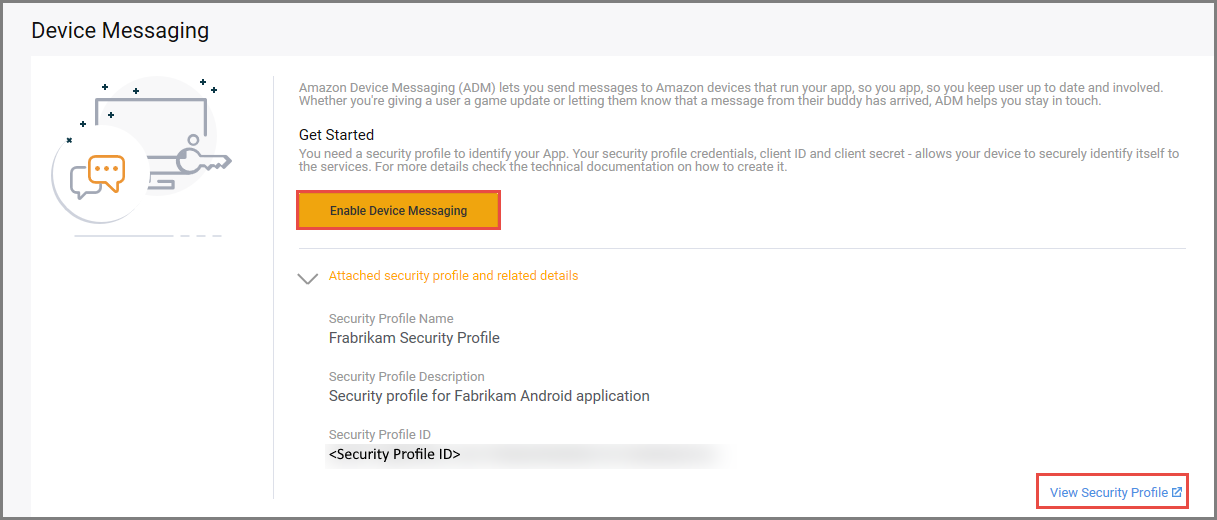 Device Messaging
Amazon Device Messaging (ADM) lets you send messages to Amazon devices that run your app, so you app, so you keep user up to date and involved.
Whether you're giving a user a game update or letting them know that a message from their buddy has arrived, ADM helps you stay in touch.
Get Started
You need a security profile to identify your App. Your security profile credentials, client ID and client secret - allows your device to securely identify itself to
the services. For more details check the technical documentation on how to create it.
Enable Device Messaging
Attached security profile and related details
Security Profile Name
Frabrikam Security Profile
Security Profile Description
Security profile for Fabrikam Android application
Security Profile ID
<Security Profile ID>
View Security Profile